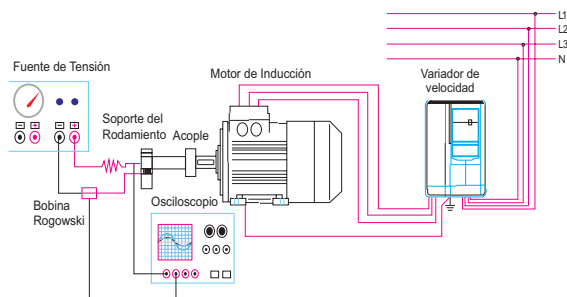 L1
L2
L3
N
Fuente de Tensión
Motor de Inducción
Variador de
velocidad
Soporte del
Rodamiento
Acople
Bobina
Rogowski
Osciloscopio